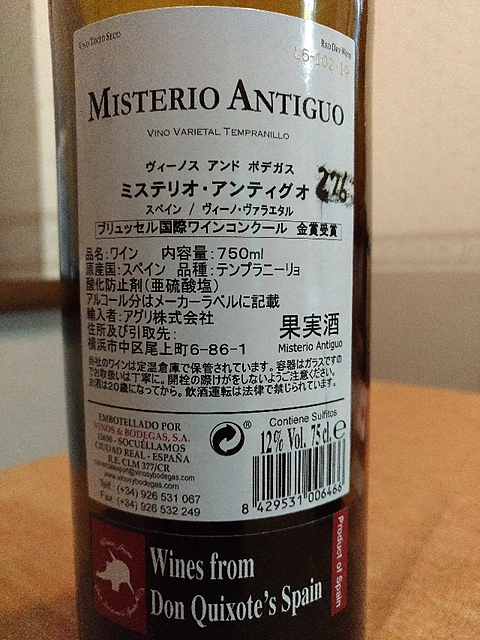 VINO TINTO SECO
RED DRY WINE
L6-102-19
MISTERIO ANTIGUO
VINO VARIETAL TEMPRANILLO
ヴィーノス アンド ボデガス
ミステリオ・アンティグオ
226
スペイン / ヴィーノ・ヴァラエタル
ブリュッセル国際ワインコンクール 金賞受賞
品名:ワイン 内容量:750ml
原産国:スペイン 品種:テンプラニーリョ
酸化防止剤(亜硫酸塩)
アルコール分はメーカーラベルに記載
輸入者:アグリ株式会社
住所及び引取先:
横浜市中区尾上町6-86-1
果実酒
Misterio Antiguo
当社のワインは定温倉庫で保管されています。容器はガラスですの
でお取扱いは丁寧に。開栓の際けがをしないようご注意ください。
お酒は20歳になってから。飲酒運転は法律で禁じられています。
EMBOTELLADO POR
VINOS & BODEGAS, S.A.
13630 - SOCUÉLLAMOS
CIUDAD REAL - ESPAÑA
R.E. CLM 377/CR
www.vinosybodegas.com
Telf.: (+34) 926 531 067
Fax: (+34) 926 532 249
®
Contiene Sulfitos
12% Vol. 75cl. e
8 429531 006466
Wines from
Don Quixote's Spain
Product of Spain